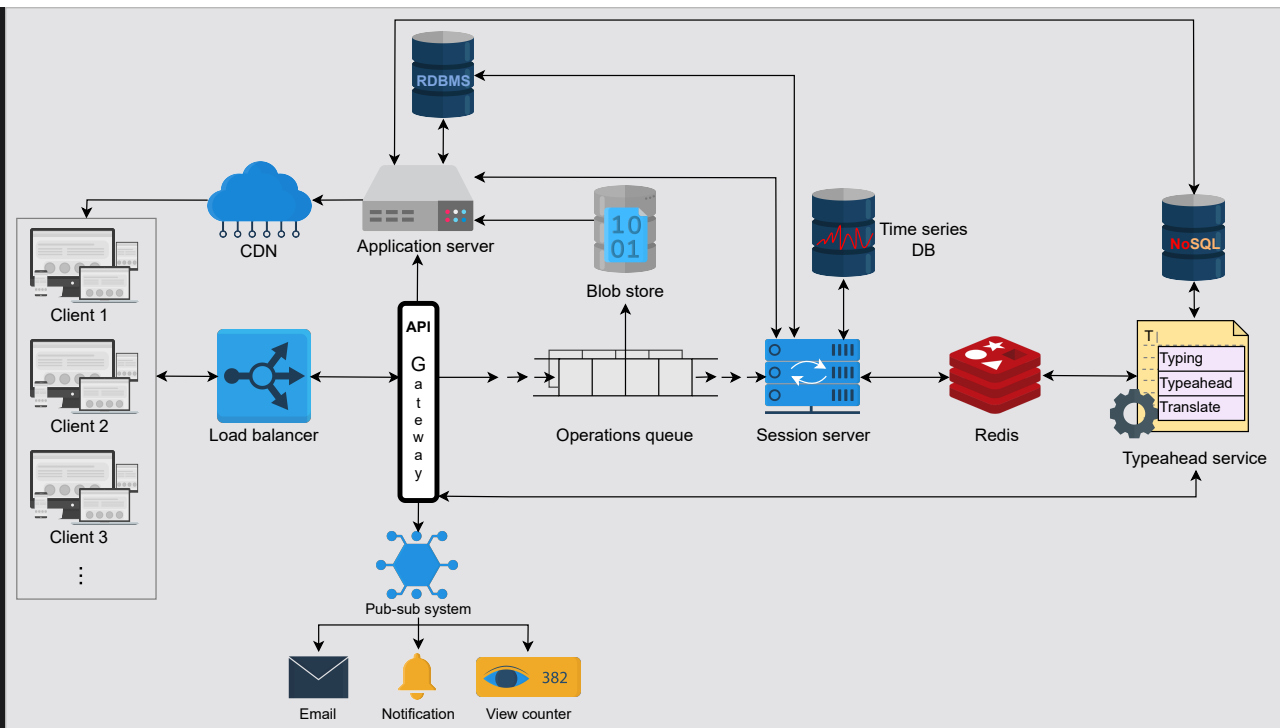 RDBMS
CDN
Application server
10
01
Blob store
Time series
DB
NoSQL
Client 1
Client 2
Client 3
⋮
Load balancer
API
G
a
t
e
w
a
y
Operations queue
Session server
Redis
T|
Typing
Typeahead
Translate
Typeahead service
Pub-sub system
382
Email
Notification
View counter